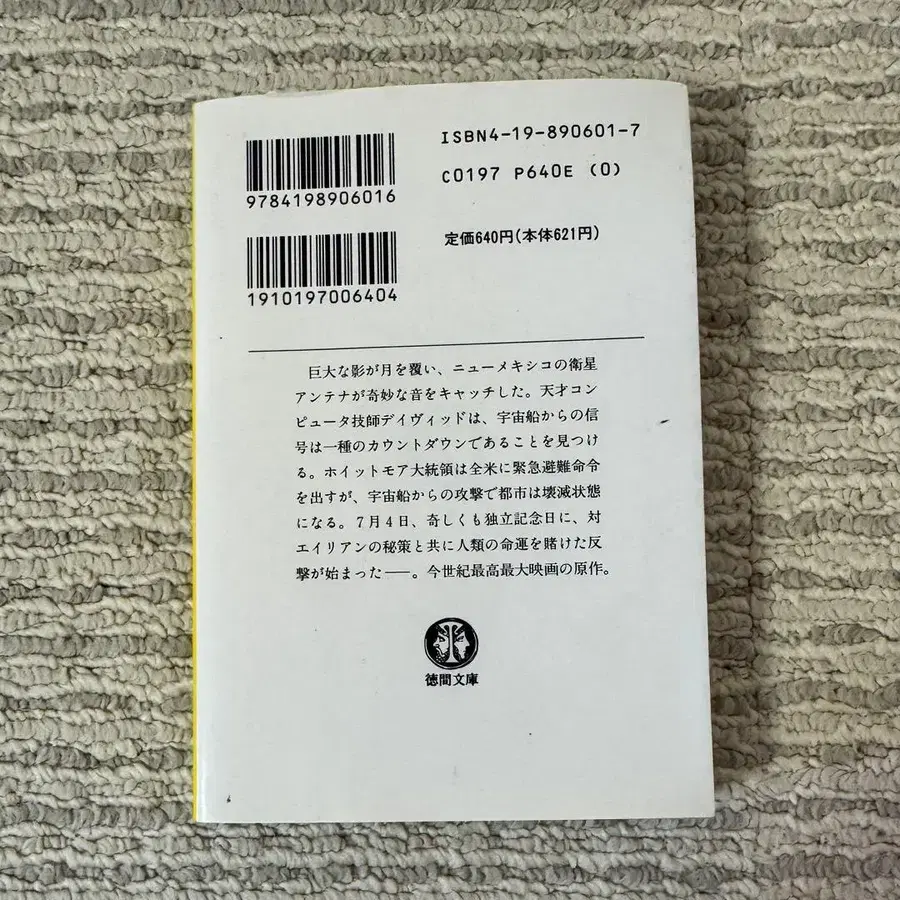 ISBN4-19-890601-7
9784198906016
C0197 P640E (0)
定価640円(本体621円)
1910197006404
巨大な影が月を覆い、ニューメキシコの衛星
アンテナが奇妙な音をキャッチした。天才コン
ピュータ技師デイヴィッドは、宇宙船からの信
号は一種のカウントダウンであることを見つけ
る。ホイットモア大統領は全米に緊急避難命令
を出すが、宇宙船からの攻撃で都市は壊滅状態
になる。7月4日、奇しくも独立記念日に、対
エイリアンの秘策と共に人類の命運を賭けた反
撃が始まった――。今世紀最高最大映画の原作。
徳間文庫